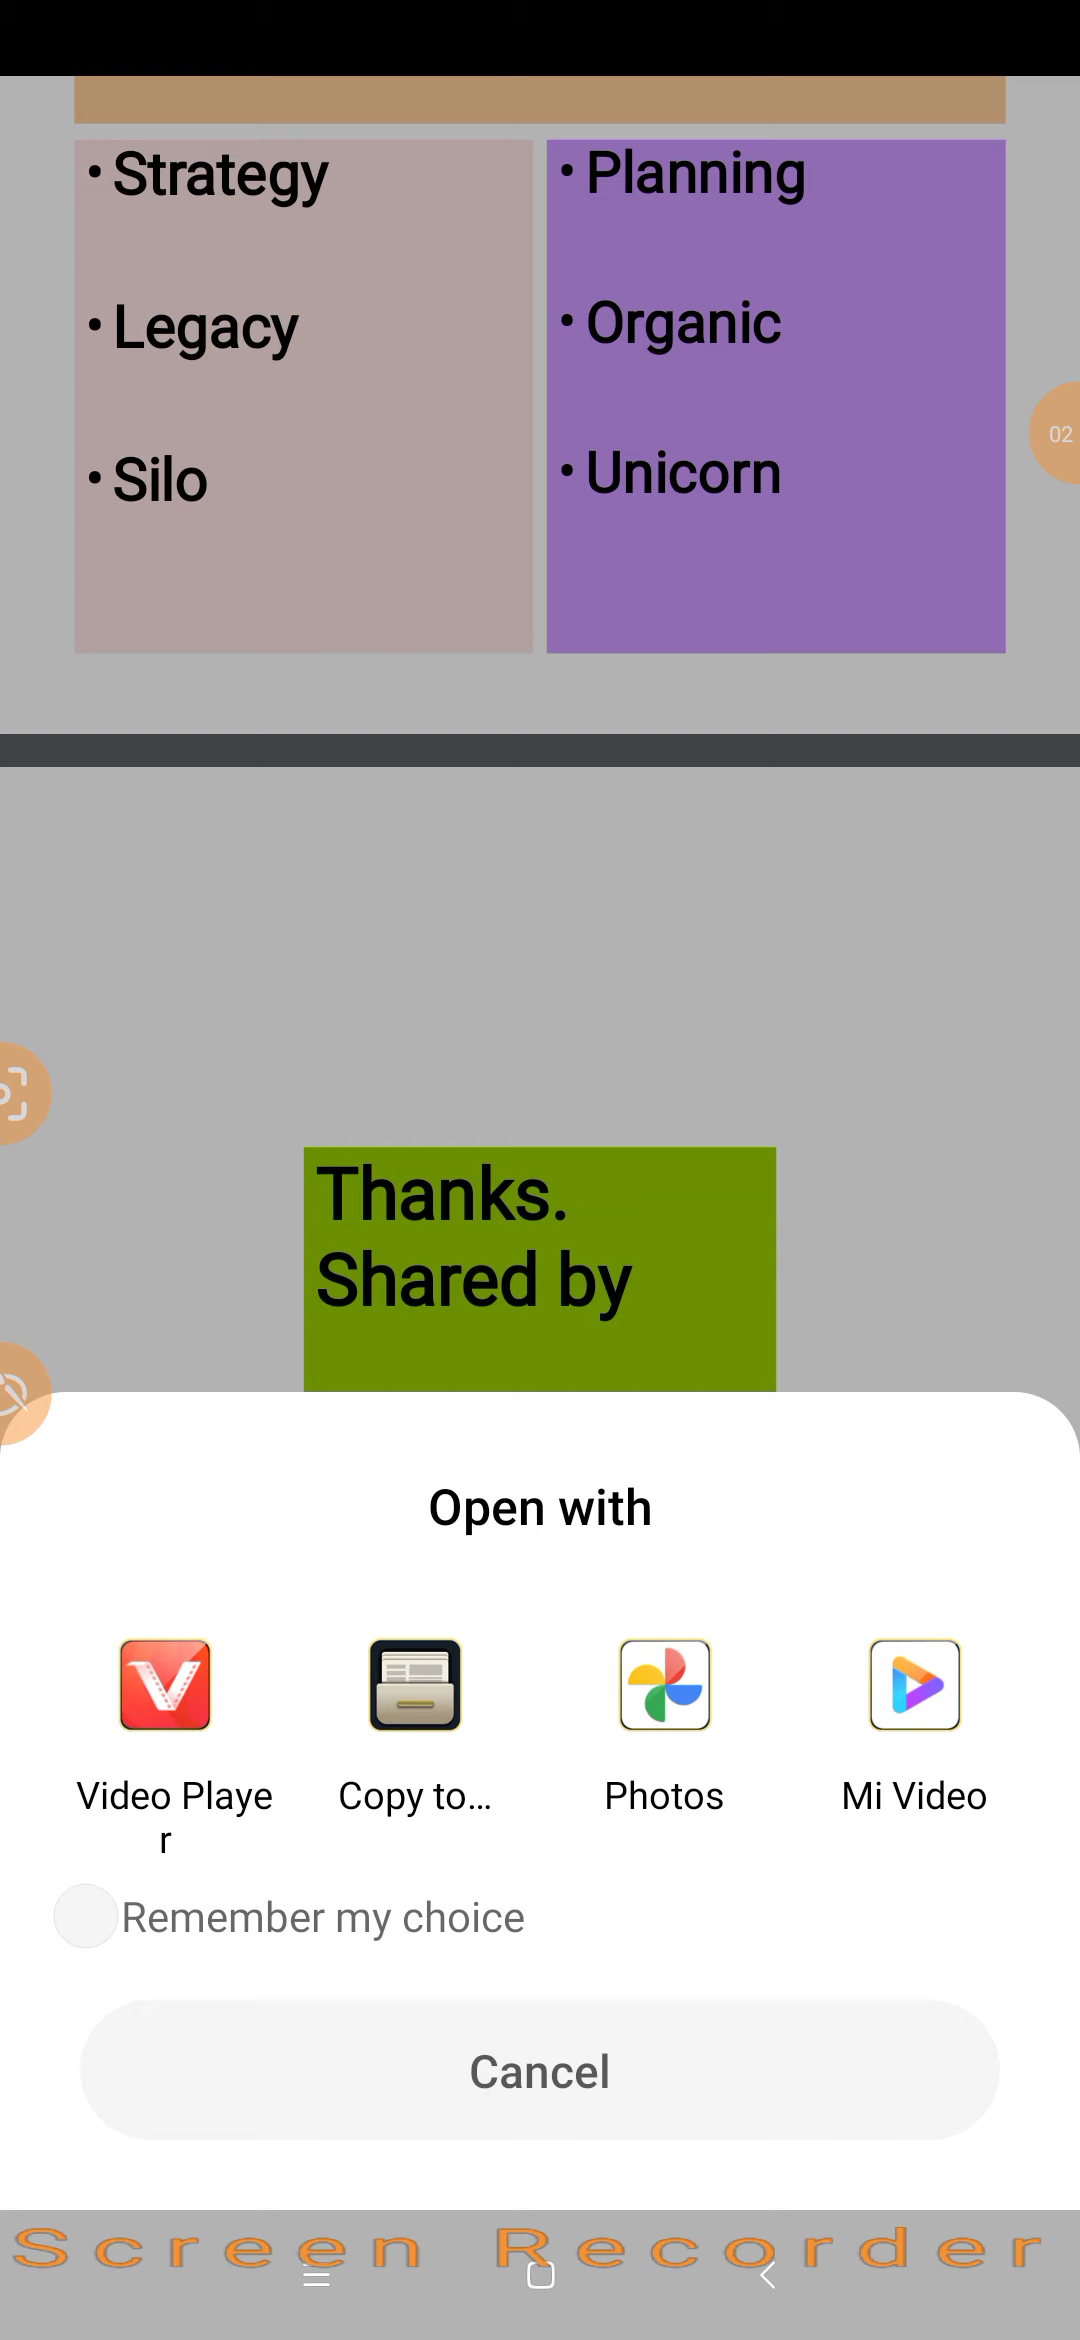 • Strategy
• Legacy
• Silo
• Planning
• Organic
• Unicorn
02
Thanks.
Shared by
Open with
Video Playe
r
Copy to...
Photos
Mi Video
Remember my choice
Cancel
Screen Recorder